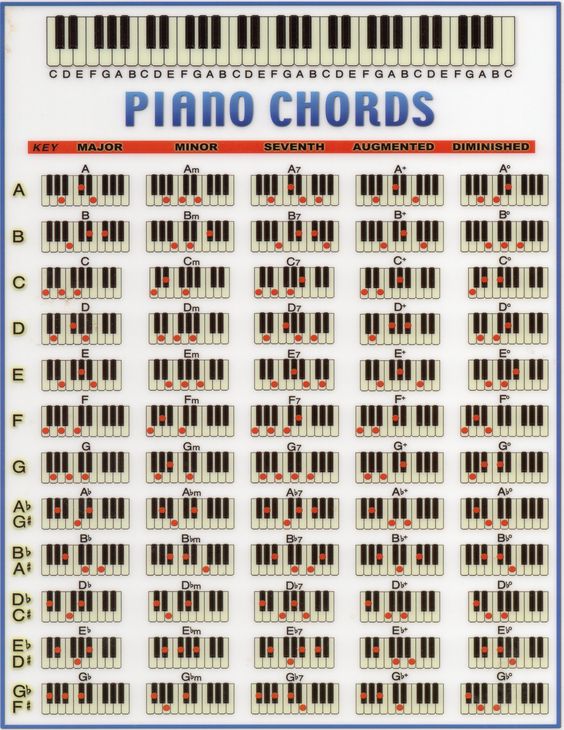 C D E F G A B C D E F G A B C D E F G A B C D E F G A B C
PIANO CHORDS
KEY MAJOR MINOR SEVENTH AUGMENTED DIMINISHED
A A Am A7 A+ A°
B B Bm B7 B+ B°
C C Cm C7 C+ C°
D D Dm D7 D+ D°
E E Em E7 E+ E°
F F Fm F7 F+ F°
G G Gm G7 G+ G°
A♭ A♭ A♭m A♭7 A♭+ A♭°
G♯
B♭ B♭ B♭m B♭7 B♭+ B♭°
A♯
D♭ D♭ D♭m D♭7 D♭+ D♭°
C♯
E♭ E♭ E♭m E♭7 E♭+ E♭°
D♯
G♭ G♭ G♭m G♭7 G♭+ G♭°
F♯